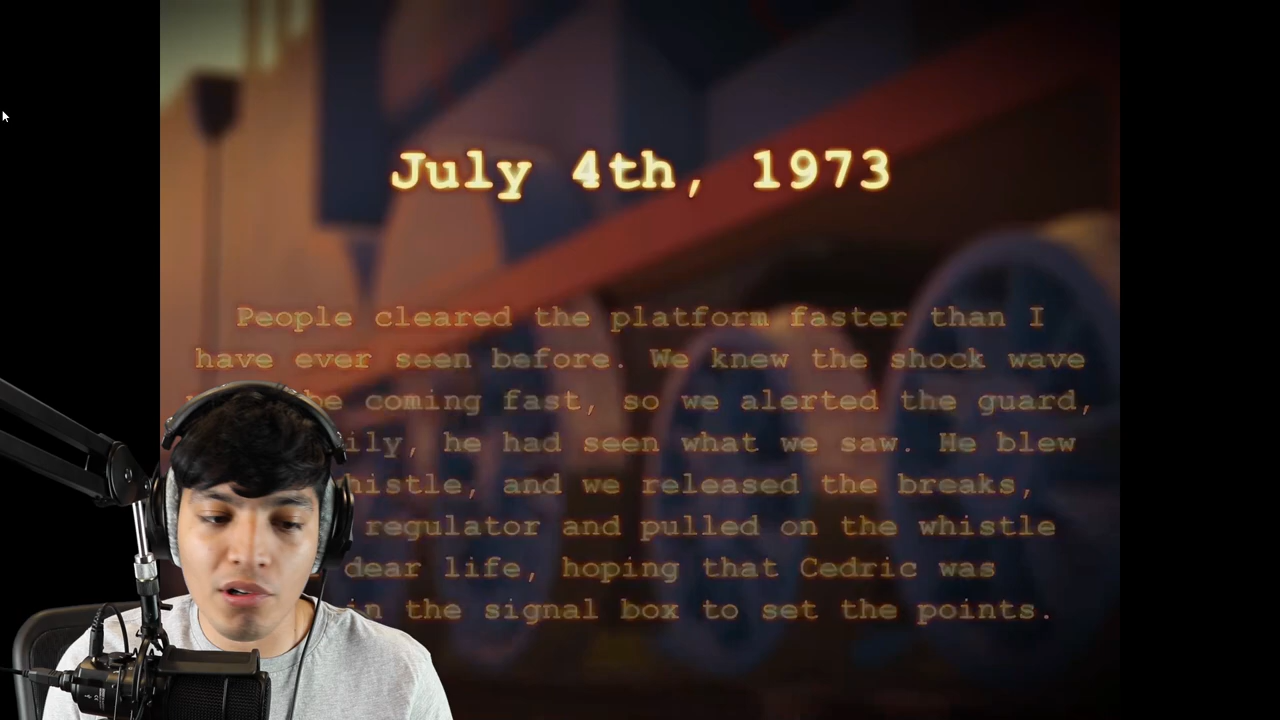 July 4th, 1973
People cleared the platform faster than I
have ever seen before. We knew the shock wave
be coming fast, so we alerted the guard,
he had seen what we saw. He blew
and we released the breaks,
regulator and pulled on the whistle
dear life, hoping that Cedric was
in the signal box to set the points.